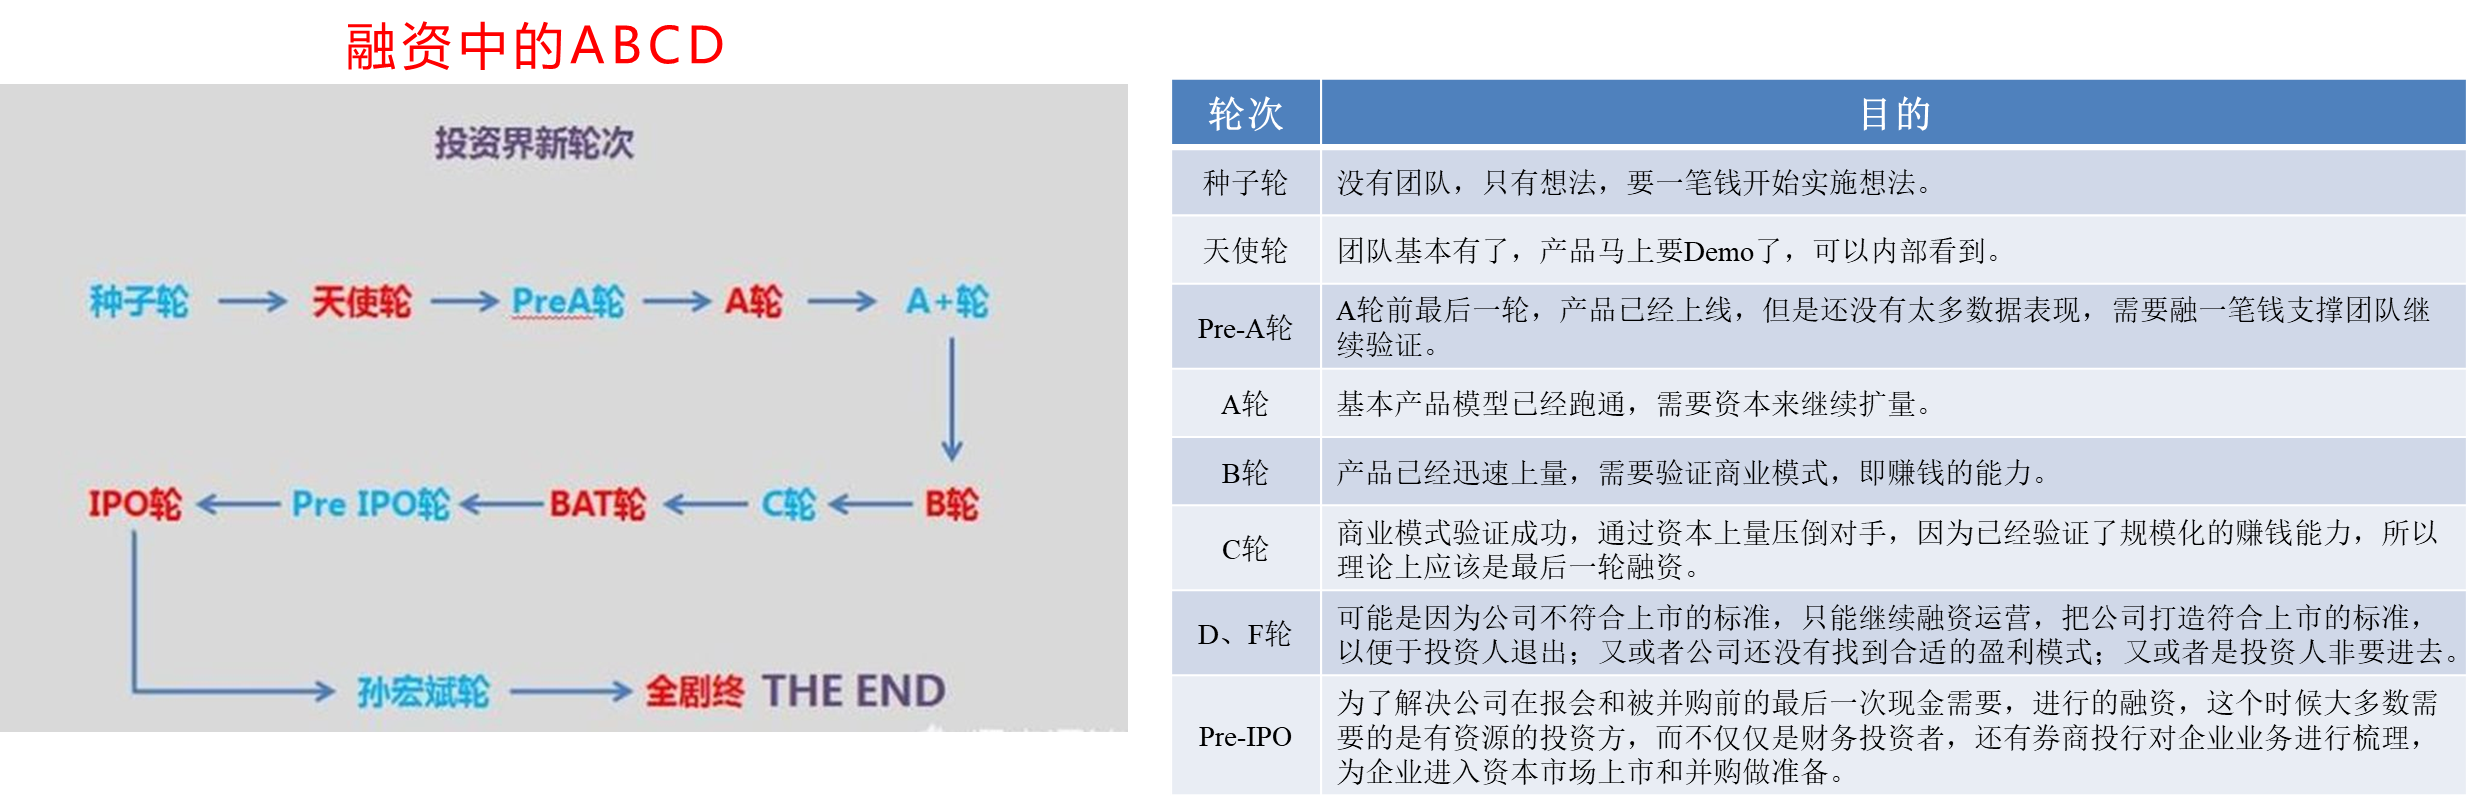 融资中的ABCD
投资界新轮次
种子轮 天使轮 PreA轮 A轮 A+轮
IPO轮 Pre IPO轮 BAT轮 C轮 B轮
孙宏斌轮 全剧终 THE END
轮次 目的
种子轮 没有团队，只有想法，要一笔钱开始实施想法。
天使轮 团队基本有了，产品马上要Demo了，可以内部看到。
Pre-A轮 A轮前最后一轮，产品已经上线，但是还没有太多数据表现，需要融一笔钱支撑团队继
续验证。
A轮 基本产品模型已经跑通，需要资本来继续扩量。
B轮 产品已经迅速上量，需要验证商业模式，即赚钱的能力。
C轮 商业模式验证成功，通过资本上量压倒对手，因为已经验证了规模化的赚钱能力，所以
理论上应该是最后一轮融资。
D、F轮 可能是因为公司不符合上市的标准，只能继续融资运营，把公司打造符合上市的标准，
以便于投资人退出；又或者公司还没有找到合适的盈利模式；又或者是投资人非要进去。
Pre-IPO 为了解决公司在报会和被并购前的最后一次现金需要，进行的融资，这个时候大多数需
要的是有资源的投资方，而不仅仅是财务投资者，还有券商投行对企业业务进行梳理，
为企业进入资本市场上市和并购做准备。